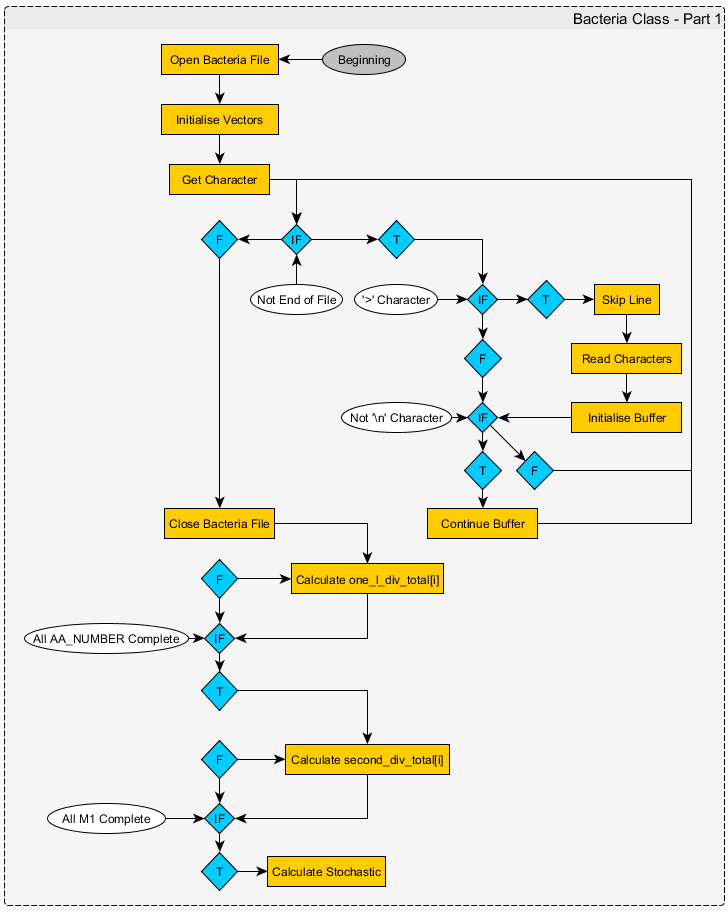 Bacteria Class - Part 1
Open Bacteria File
Beginning
Initialise Vectors
Get Character
F
IF
T
Not End of File
'>' Character
IF
T
Skip Line
F
Read Characters
Not '\n' Character
IF
Initialise Buffer
T
F
Close Bacteria File
Continue Buffer
F
Calculate one_l_div_total[i]
All AA_NUMBER Complete
IF
T
F
Calculate second_div_total[i]
All M1 Complete
IF
T
Calculate Stochastic